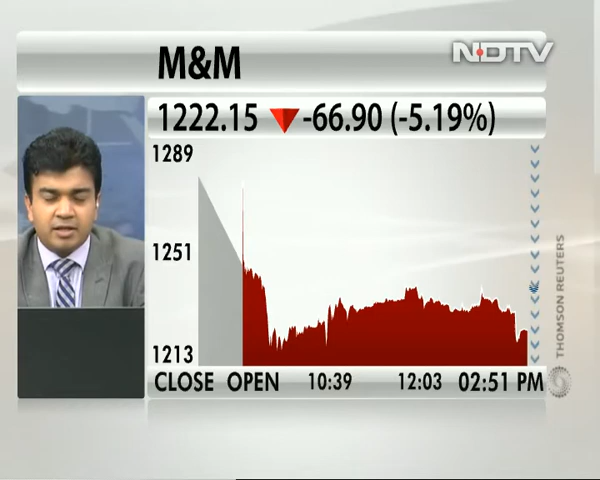 M&M
NDTV
1222.15 -66.90 (-5.19%)
1289
1251
1213
CLOSE OPEN 10:39 12:03 02:51 PM
THOMSON REUTERS